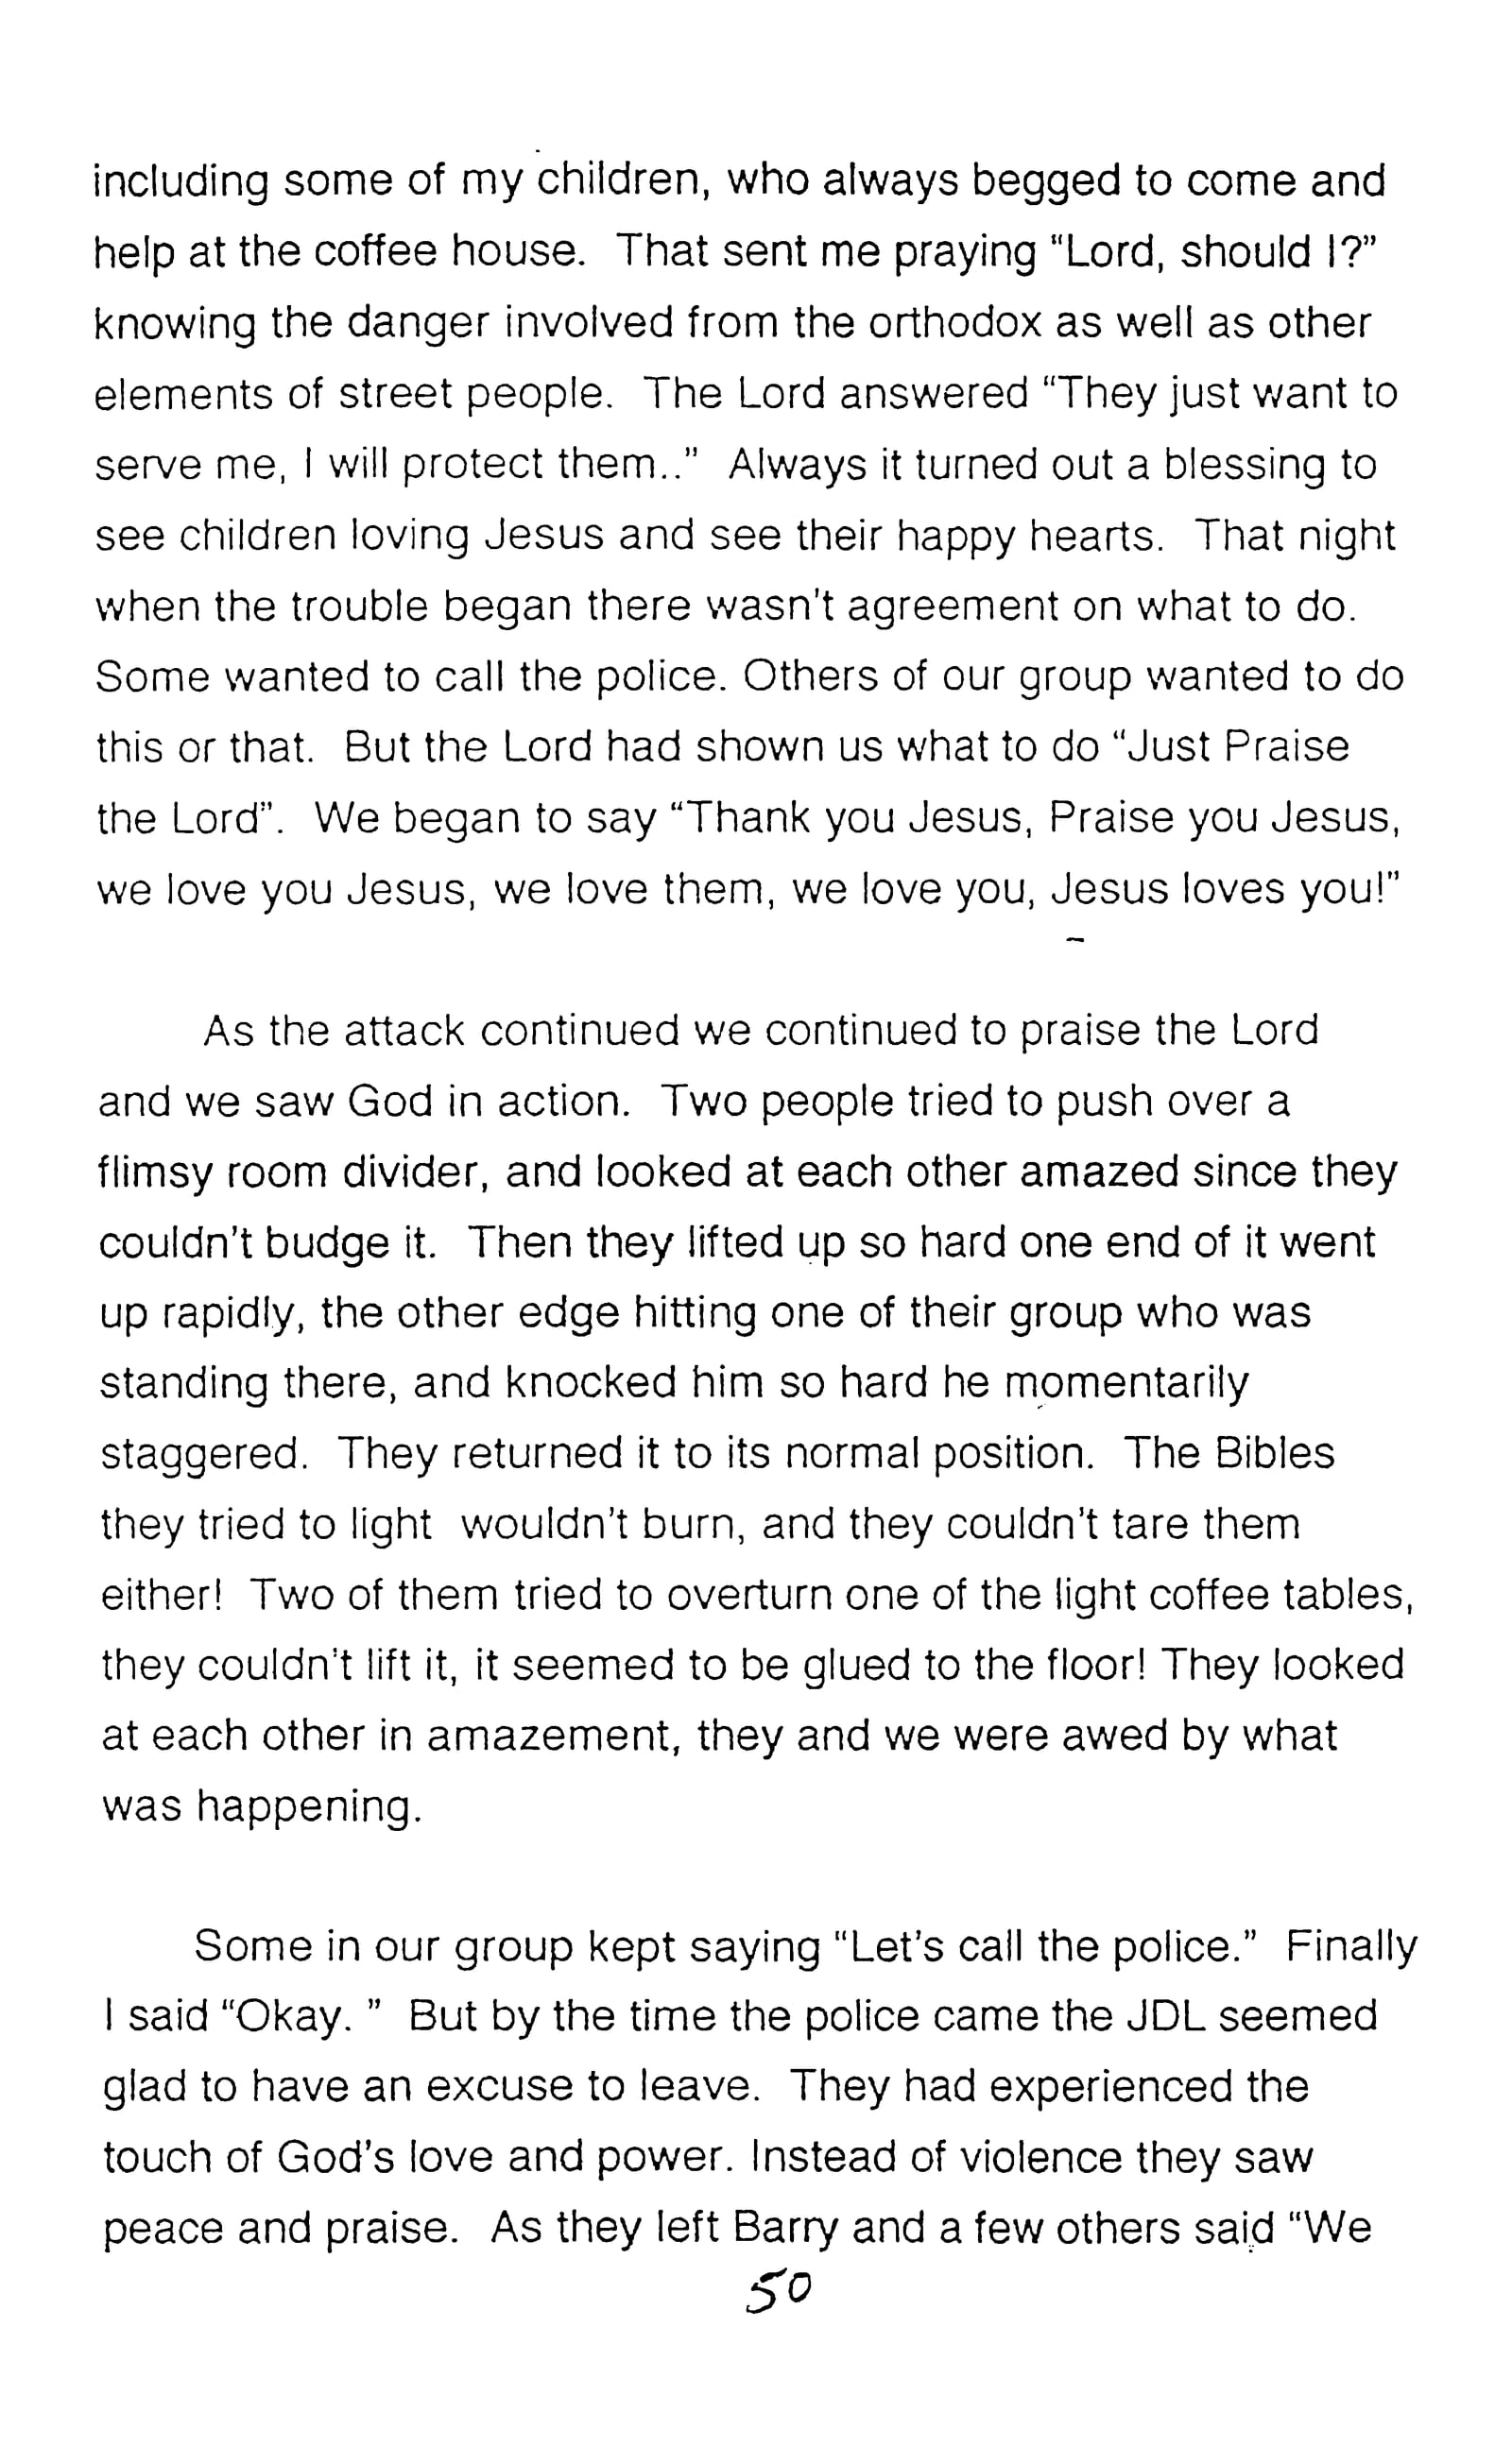 including some of my children, who always begged to come and
help at the coffee house.  That sent me praying “Lord, should I?”
knowing the danger involved from the orthodox as well as other
elements of street people.  The Lord answered “They just want to
serve me, I will protect them..”  Always it turned out a blessing to
see children loving Jesus and see their happy hearts.  That night
when the trouble began there wasn't agreement on what to do.
Some wanted to call the police. Others of our group wanted to do
this or that.  But the Lord had shown us what to do “Just Praise
the Lord”.  We began to say “Thank you Jesus, Praise you Jesus,
we love you Jesus, we love them, we love you, Jesus loves you!”
As the attack continued we continued to praise the Lord
and we saw God in action.  Two people tried to push over a
flimsy room divider, and looked at each other amazed since they
couldn't budge it.  Then they lifted up so hard one end of it went
up rapidly, the other edge hitting one of their group who was
standing there, and knocked him so hard he momentarily
staggered.  They returned it to its normal position.  The Bibles
they tried to light  wouldn't burn, and they couldn't tare them
either!  Two of them tried to overturn one of the light coffee tables,
they couldn't lift it, it seemed to be glued to the floor! They looked
at each other in amazement, they and we were awed by what
was happening.
Some in our group kept saying “Let's call the police.”  Finally
I said “Okay. ”  But by the time the police came the JDL seemed
glad to have an excuse to leave.  They had experienced the
touch of God's love and power. Instead of violence they saw
peace and praise.  As they left Barry and a few others said “We
50